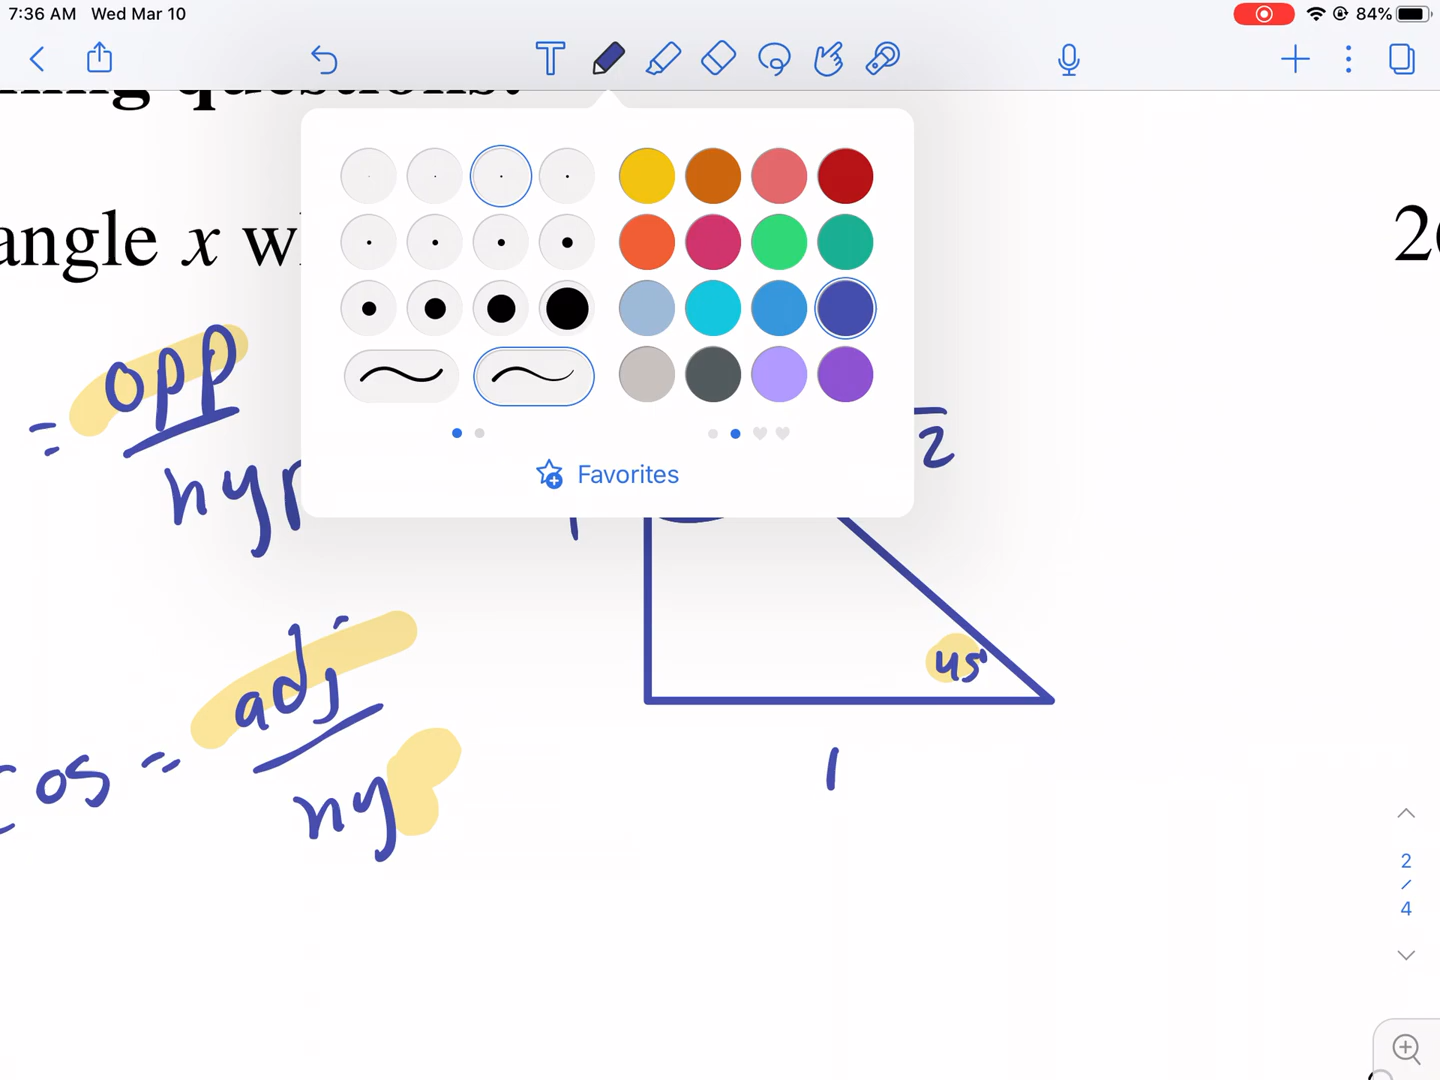 7:36 AM Wed Mar 10
84%
T
angle x w
= opp
hyp
2
1
45°
1
cos = adj
hy
Favorites
2
/
4